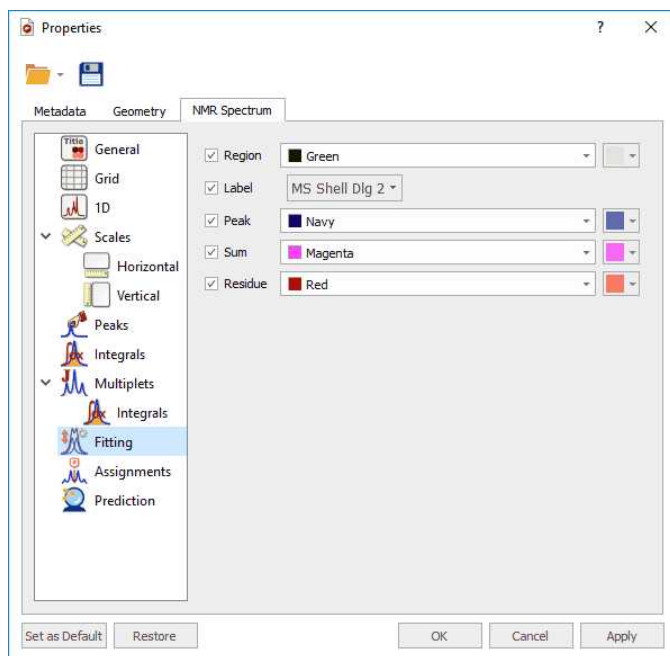 Properties
?
Metadata Geometry NMR Spectrum
Title
General
Grid
1D
Scales
Horizontal
Vertical
Peaks
Integrals
Multiplets
Integrals
Fitting
Assignments
Prediction
Region Green
Label MS Shell Dlg 2
Peak Navy
Sum Magenta
Residue Red
Set as Default Restore OK Cancel Apply